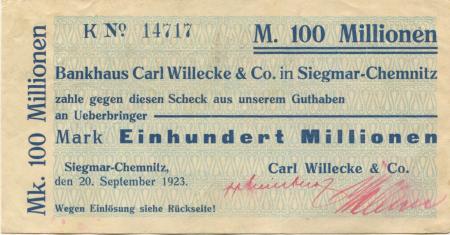 Mk. 100 Millionen
K Nº 14717
M. 100 Millionen
Bankhaus Carl Willecke & Co. in Siegmar-Chemnitz
zahle gegen diesen Scheck aus unserem Guthaben
an Ueberbringer
Mark Einhundert Millionen
Siegmar-Chemnitz,
den 20. September 1923.
Carl Willecke & Co.
Wegen Einlösung siehe Rückseite!